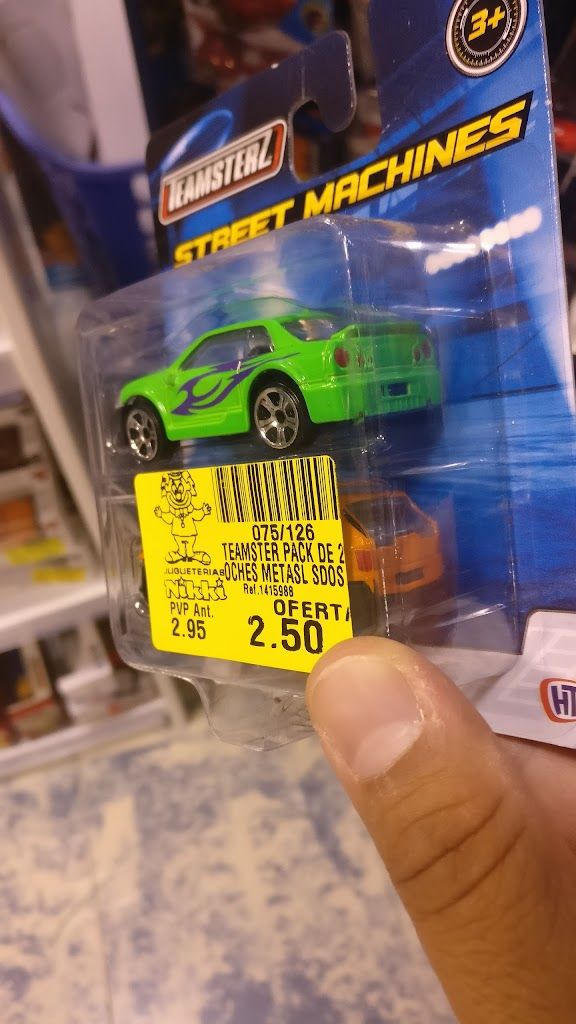 3+
TEAMSTERZ
STREET MACHINES
075/126
TEAMSTER PACK DE 2
OCHES METASL SDOS
Ref.1415988
JUGUETERIAS
Nikki
PVP Ant.
2.95
OFERTA
2.50
HT